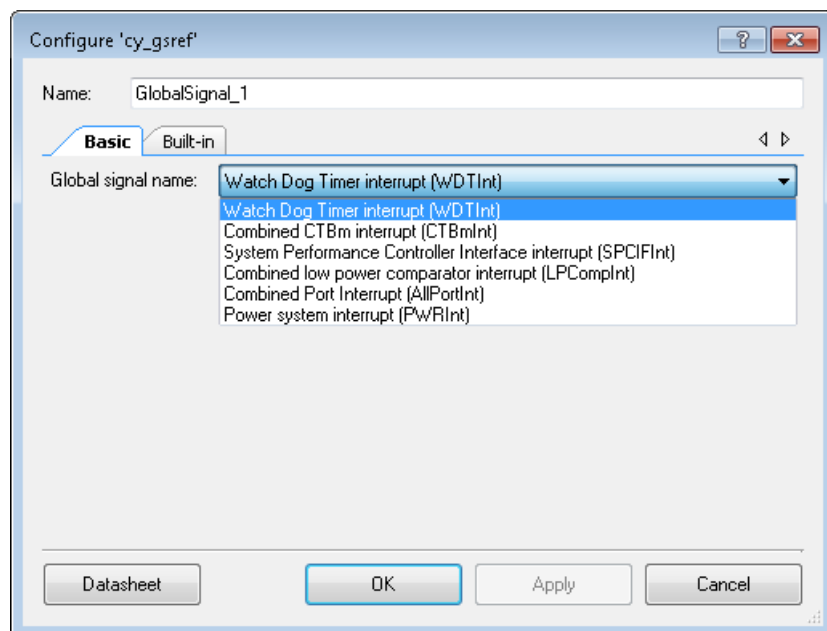 Configure 'cy_gsref'
Name: GlobalSignal_1
Basic Built-in
Global signal name: Watch Dog Timer interrupt (WDTInt)
Watch Dog Timer interrupt (WDTInt)
Combined CTBm interrupt (CTBmInt)
System Performance Controller Interface interrupt (SPCIFInt)
Combined low power comparator interrupt (LPCompInt)
Combined Port Interrupt (AllPortInt)
Power system interrupt (PWRInt)
Datasheet OK Apply Cancel